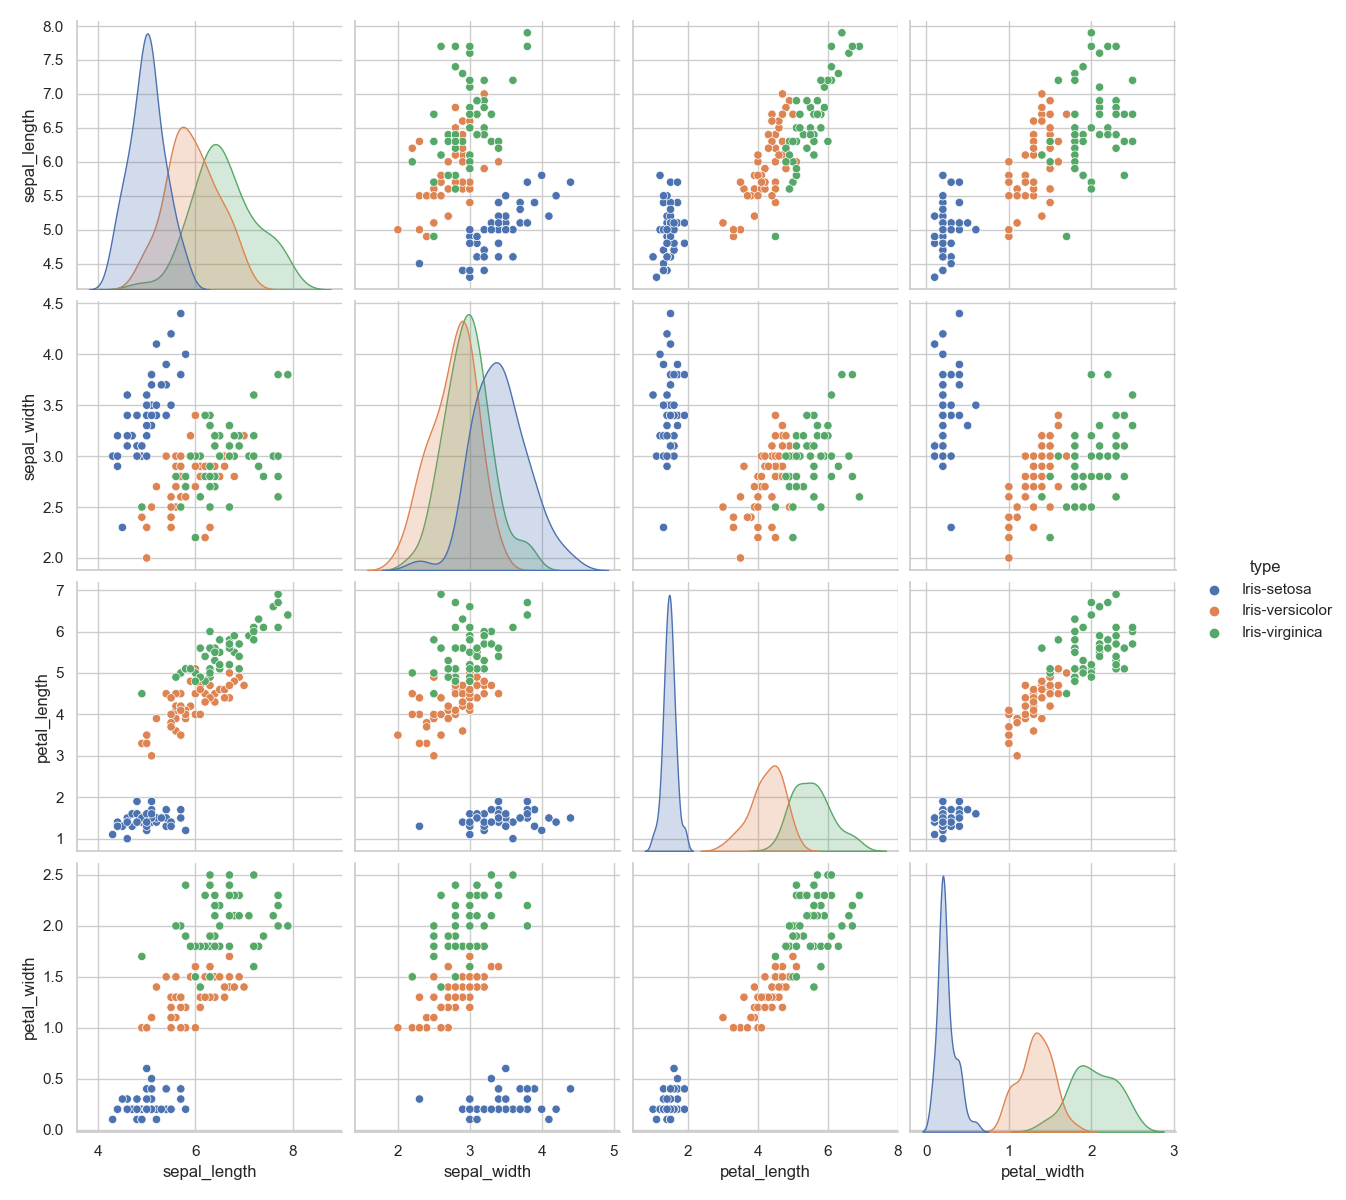 8.0
7.5
7.0
6.5
6.0
5.5
5.0
4.5
sepal_length
4.5
4.0
3.5
3.0
2.5
2.0
sepal_width
7
6
5
4
3
2
1
petal_length
2.5
2.0
1.5
1.0
0.5
0.0
petal_width
4 6 8
sepal_length
2 3 4 5
sepal_width
2 4 6 8
petal_length
0 1 2 3
petal_width
type
Iris-setosa
Iris-versicolor
Iris-virginica